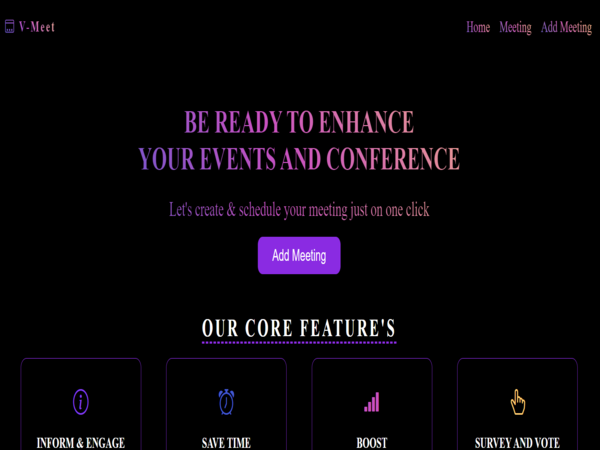 V-Meet
Home Meeting Add Meeting
BE READY TO ENHANCE
YOUR EVENTS AND CONFERENCE
Let's create & schedule your meeting just on one click
Add Meeting
OUR CORE FEATURE'S
INFORM & ENGAGE SAVE TIME BOOST SURVEY AND VOTE